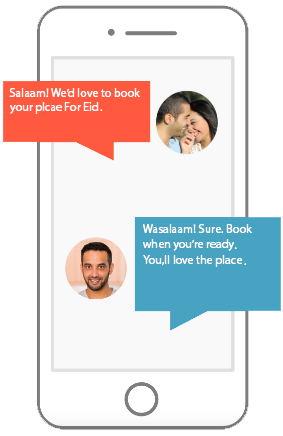 Salaam! We'd love to book
your plcae For Eid.
Wasalaam! Sure. Book
when you're ready.
You,ll love the place.